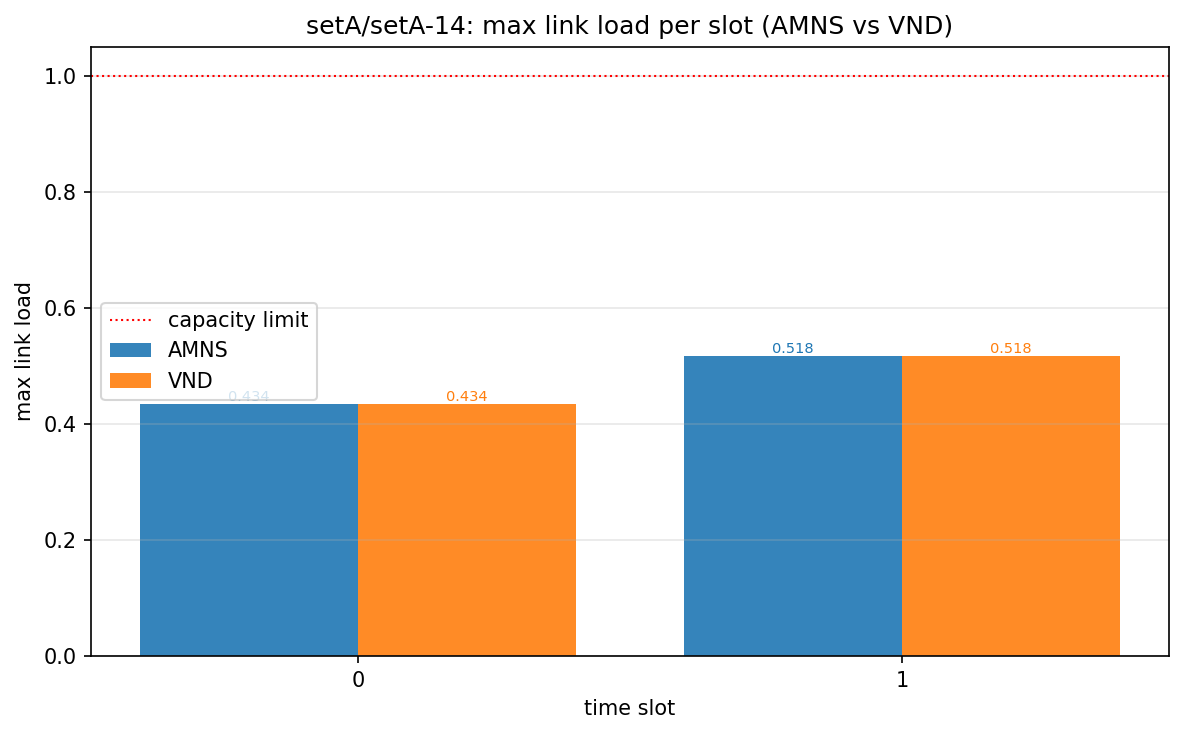 setA/setA-14: max link load per slot (AMNS vs VND)
1.0
0.8
0.6
0.4
0.2
0.0
max link load
capacity limit
AMNS
VND
0.434
0.434
0.518
0.518
0
1
time slot